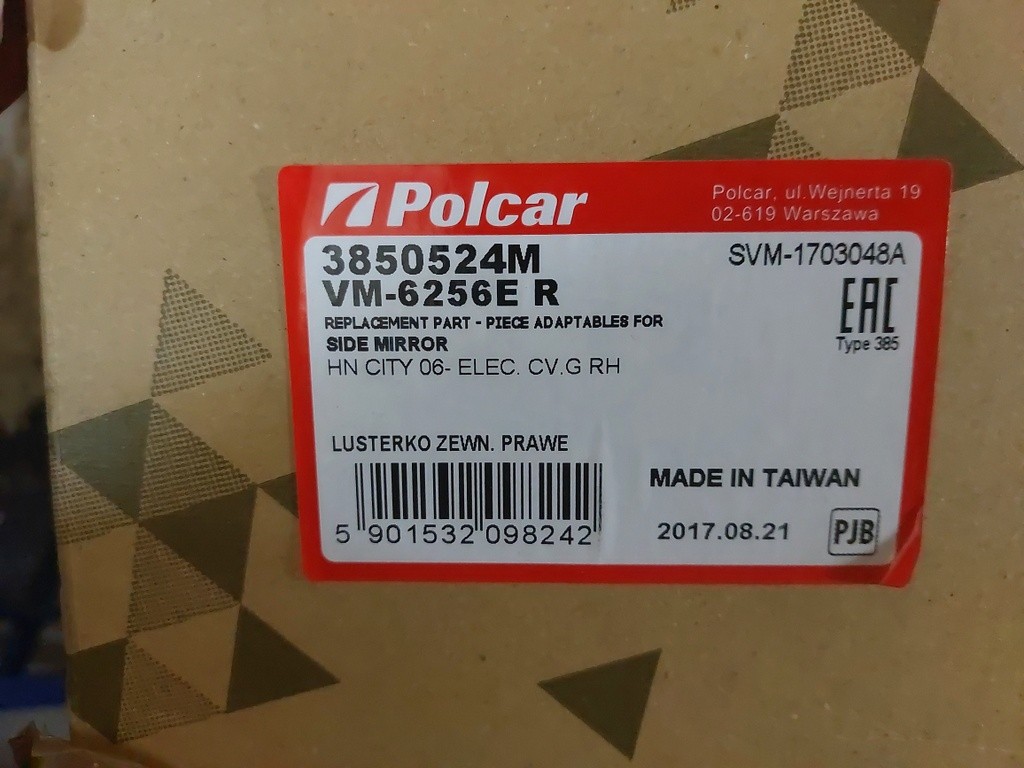 Polcar
Polcar, ul.Wejnerta 19
02-619 Warszawa
3850524M
SVM-1703048A
VM-6256E R
EAC
REPLACEMENT PART - PIECE ADAPTABLES FOR
Type 385
SIDE MIRROR
HN CITY 06- ELEC. CV.G RH
LUSTERKO ZEWN. PRAWE
MADE IN TAIWAN
5 901532 098242
2017.08.21
PJB